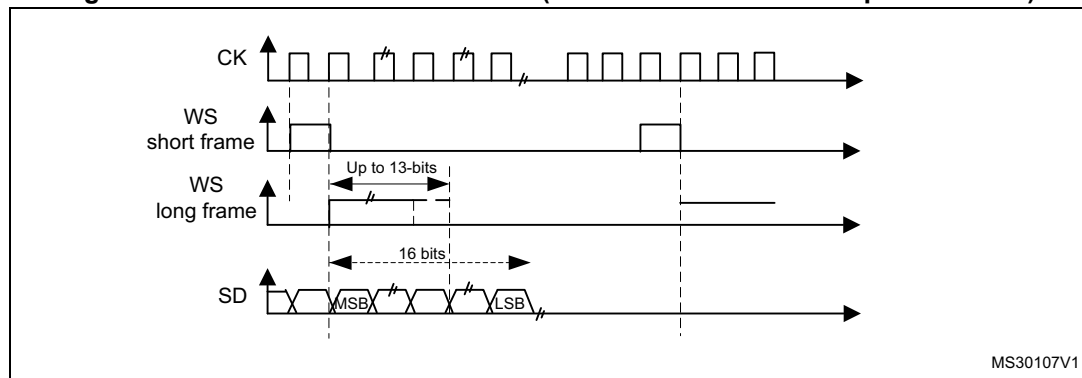 CK
WS
short frame
Up to 13-bits
WS
long frame
16 bits
SD
MSB
LSB
MS30107V1